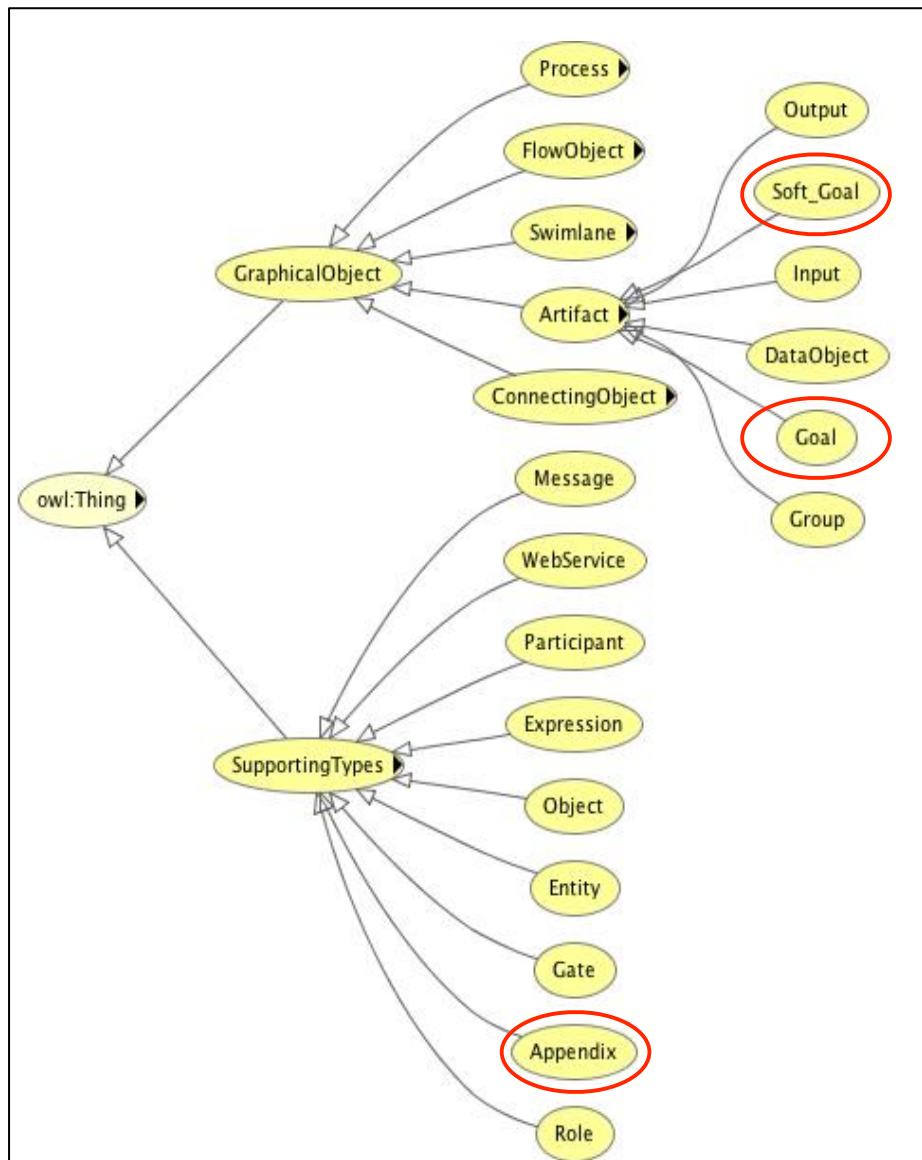 Process
Output
FlowObject
Soft_Goal
Swimlane
GraphicalObject
Input
Artifact
DataObject
ConnectingObject
Goal
Message
owl:Thing
Group
WebService
Participant
Expression
SupportingTypes
Object
Entity
Gate
Appendix
Role